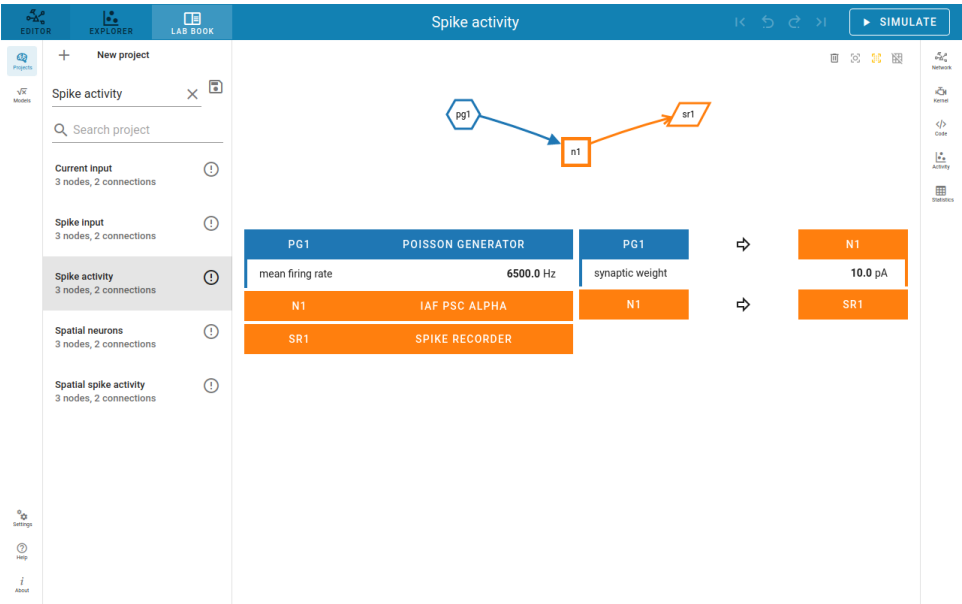 EDITOR
EXPLORER
LAB BOOK
Spike activity
SIMULATE
Projects
Models
New project
Spike activity
Search project
Current input
3 nodes, 2 connections
Spike input
3 nodes, 2 connections
Spike activity
3 nodes, 2 connections
Spatial neurons
3 nodes, 2 connections
Spatial spike activity
3 nodes, 2 connections
Settings
Help
About
pg1
n1
sr1
PG1 POISSON GENERATOR
mean firing rate 6500.0 Hz
N1 IAF PSC ALPHA
SR1 SPIKE RECORDER
PG1 N1
synaptic weight 10.0 pA
N1 SR1
Network
Kernel
Code
Activity
Statistics